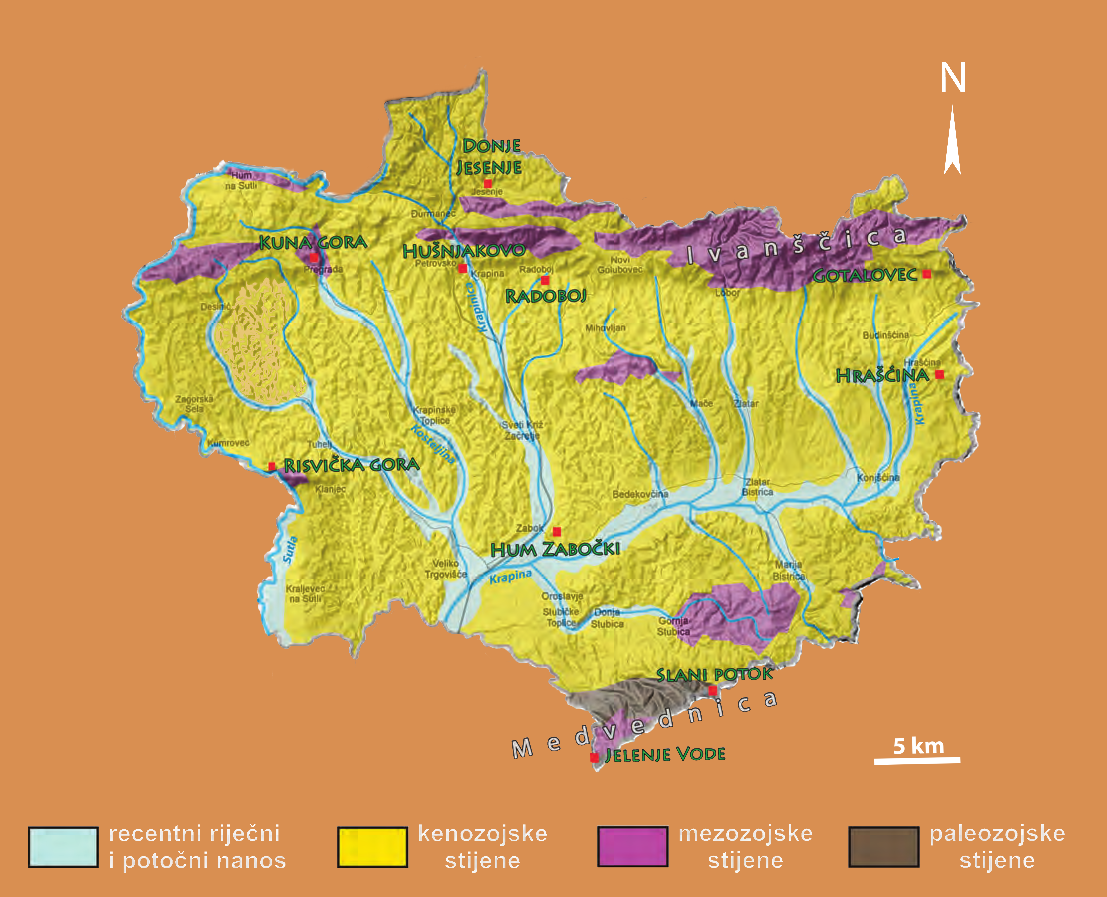 N
DONJE
JESENJE
Jesenje
Hum
na Sutli
Đurmanec
KUNA GORA
Pregrada
HUŠNJAKOVO
Petrovsko
Krapina
Radoboj
RADOBOJ
Novi
Golubovec
Ivanščica
GOTALOVEC
Lobor
Desinić
Krapinica
Mihovljan
Budinščina
Hrašćina
HRAŠĆINA
Krapina
Zagorska
Sela
Krapinske
Toplice
Kosteljina
Sveti Križ
Začretje
Mače
Zlatar
Kumrovec
Tuhelj
RISVIČKA GORA
Klanjec
Bedekovčina
Zlatar
Bistrica
Konjščina
Sutla
Zabok
HUM ZABOČKI
Veliko
Trgovišće
Krapina
Marija
Bistrica
Kraljevec
na Sutli
Oroslavje
Stubičke
Toplice
Donja
Stubica
Gornja
Stubica
SLANI POTOK
Medvednica
JELENJE VODE
5 km
recentni riječni
i potočni nanos
kenozojske
stijene
mezozojske
stijene
paleozojske
stijene